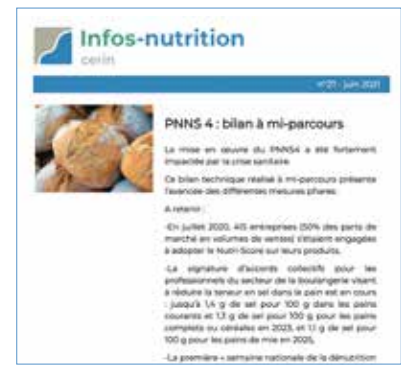 Infos-nutrition
cerin
n°21 - juin 2021
PNNS 4 : bilan à mi-parcours
La mise en œuvre du PNNS4 a été fortement
impactée par la crise sanitaire.
Ce bilan technique réalisé à mi-parcours présente
l'avancée des différentes mesures phares.
A retenir :
-En juillet 2020, 415 entreprises (50% des parts de
marché en volumes de ventes) s'étaient engagées
à adopter le Nutri-Score sur leurs produits,
-La signature d'accords collectifs pour les
professionnels du secteur de la boulangerie visant
à réduire la teneur en sel dans le pain est en cours
: jusqu'à 1,4 g de sel pour 100 g dans les pains
courants et 1,3 g de sel pour 100 g pour les pains
complets ou céréales en 2023, et 1,1 g de sel pour
100 g pour les pains de mie en 2025,
-La première « semaine nationale de la dénutrition